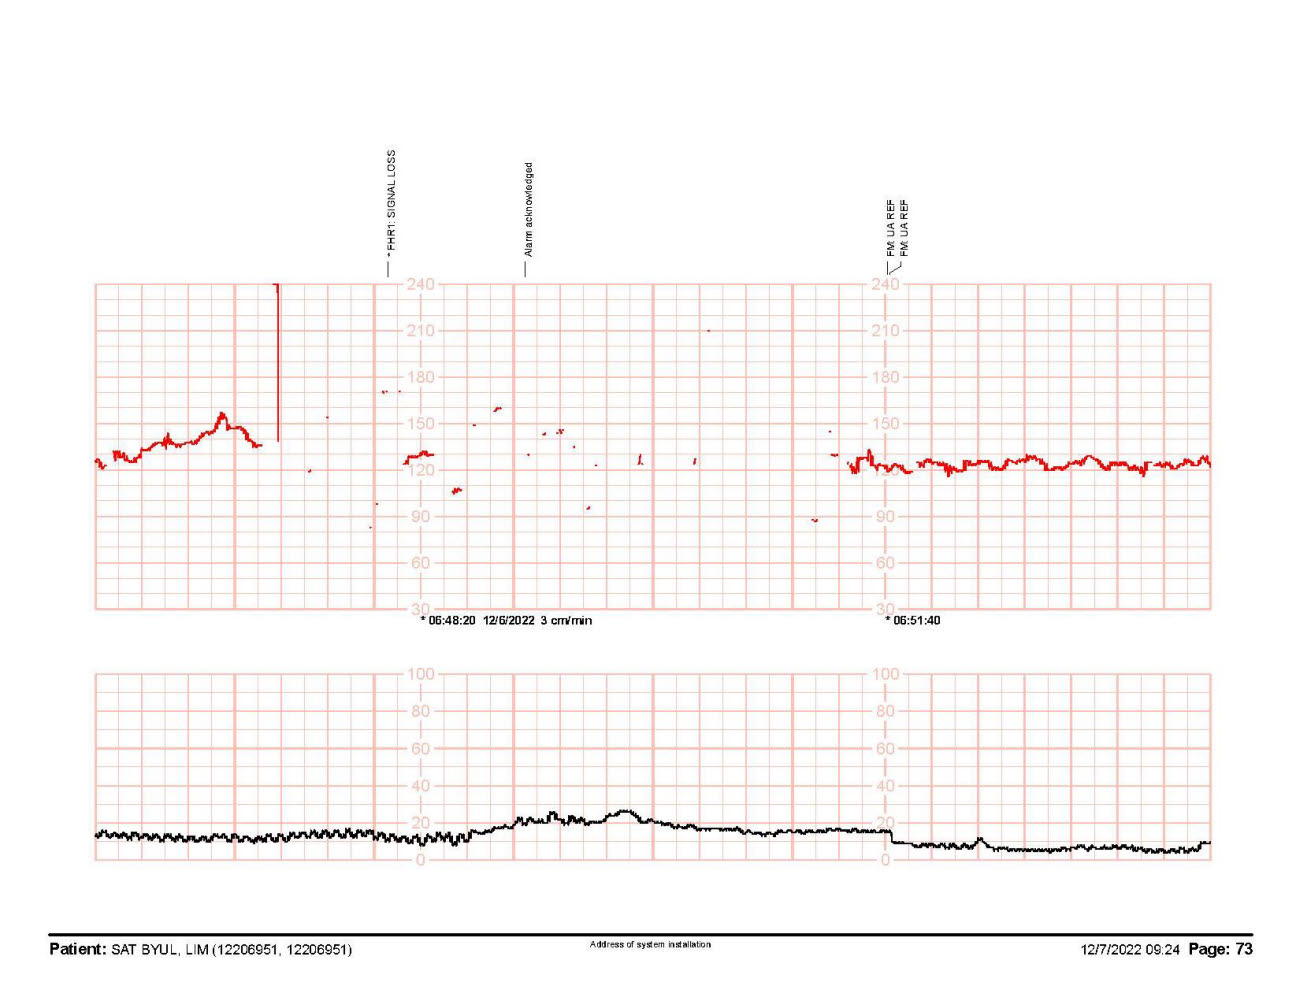 * FHR1: SIGNAL LOSS
Alarm acknowledged
FM: UA REF
FM: UA REF
240 240
210 210
180 180
150 150
120 120
90 90
60 60
30 30
* 06:48:20 12/6/2022 3 cm/min * 06:51:40
100 100
80 80
60 60
40 40
20 20
0 0
Patient: SAT BYUL, LIM (12206951, 12206951) Address of system installation 12/7/2022 09:24 Page: 73